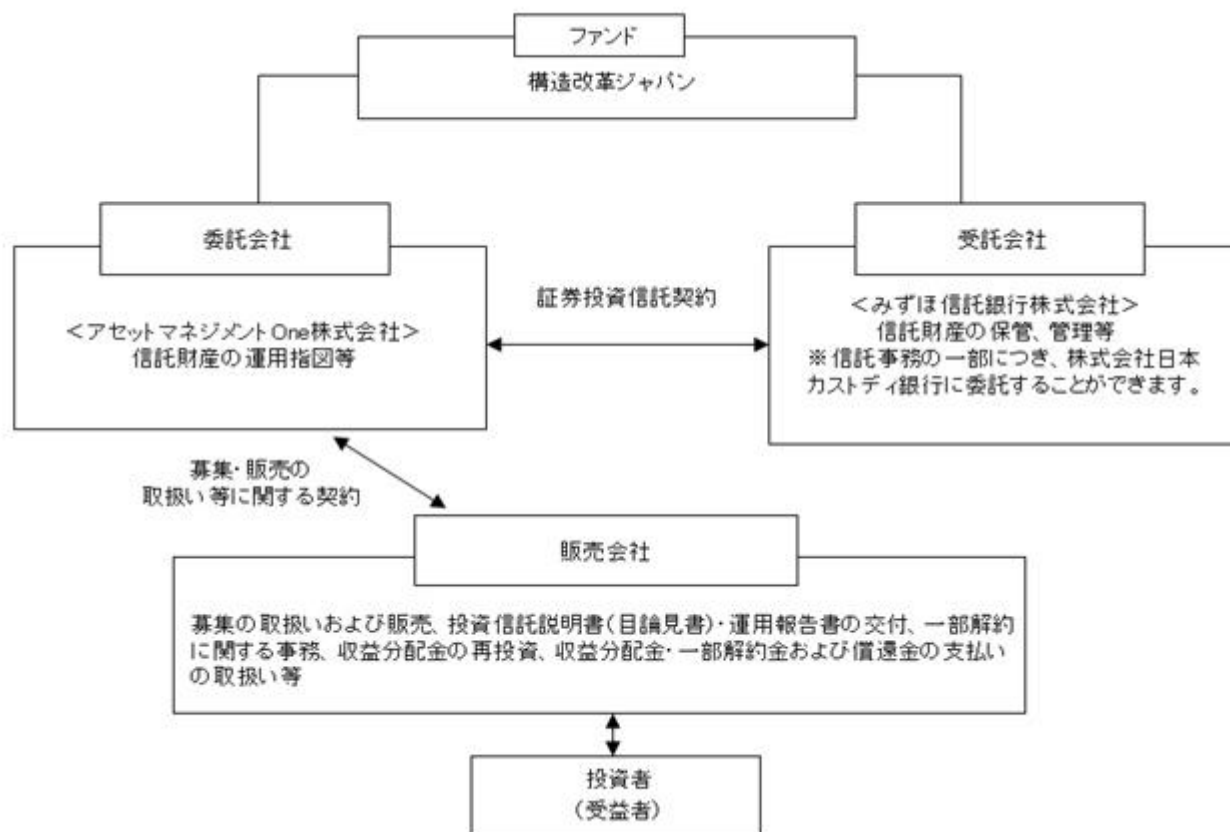 ファンド
構造改革ジャパン
委託会社
受託会社
<アセットマネジメントOne株式会社>
信託財産の運用指図等
証券投資信託契約
<みずほ信託銀行株式会社>
信託財産の保管、管理等
※信託事務の一部につき、株式会社日本
カストディ銀行に委託することができます。
募集・販売の
取扱い等に関する契約
販売会社
募集の取扱いおよび販売、投資信託説明書(目論見書)・運用報告書の交付、一部解約
に関する事務、収益分配金の再投資、収益分配金・一部解約金および償還金の支払い
の取扱い等
投資者
(受益者)